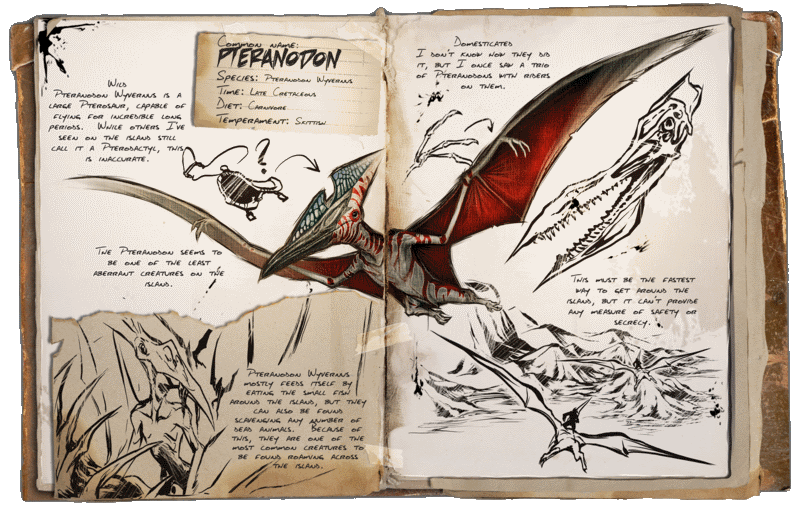 Common name:
Pteranodon
Species: Pteranodon Wyvernus
Time: Late Cretaceous
Diet: Carnivore
Temperament: Skittish
Wild
Pteranodon Wyvernus is a
large Pterosaur, capable of
flying for incredible long
periods. While others I've
seen on the island still
call it a Pterodactyl, this
is inaccurate.
?
The Pteranodon seems to
be one of the least
aberrant creatures on the
island.
Pteranodon Wyvernus
mostly feeds itself by
eating the small fish
around the island, but they
can also be found
scavenging any number of
dead animals. Because of
this, they are one of the
most common creatures to
be found roaming across
the island.
Domesticated
I don't know how they did
it, but I once saw a trio
of Pteranodons with riders
on them.
This must be the fastest
way to get around the
island, but it can't provide
any measure of safety or
secrecy.